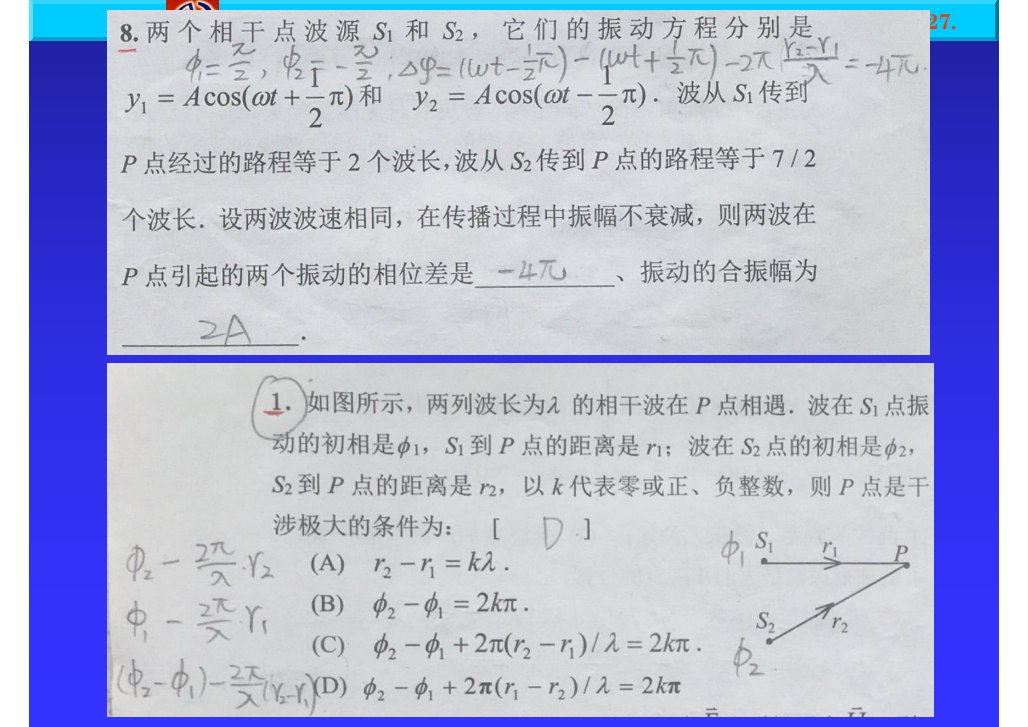 27.
8. 两个相干点波源 S₁ 和 S₂，它们的振动方程分别是
ϕ₁=π/2, ϕ₂=-π/2; Δφ=(ωt-1/2π)-(ωt+1/2π)-2π (r₂-r₁)/λ=-4π.
y₁ = A cos(ωt + 1/2 π) 和 y₂ = A cos(ωt − 1/2 π)．波从 S₁ 传到
P 点经过的路程等于 2 个波长，波从 S₂ 传到 P 点的路程等于 7 / 2
个波长．设两波波速相同，在传播过程中振幅不衰减，则两波在
P 点引起的两个振动的相位差是 -4π 、振动的合振幅为
2A ．
1. 如图所示，两列波长为λ 的相干波在 P 点相遇．波在 S₁ 点振
动的初相是ϕ₁，S₁ 到 P 点的距离是 r₁；波在 S₂ 点的初相是ϕ₂，
S₂ 到 P 点的距离是 r₂，以 k 代表零或正、负整数，则 P 点是干
涉极大的条件为： [ D ]
(A) r₂ − r₁ = kλ．
(B) ϕ₂ − ϕ₁ = 2kπ．
(C) ϕ₂ − ϕ₁ + 2π(r₂ − r₁) / λ = 2kπ．
(D) ϕ₂ − ϕ₁ + 2π(r₁ − r₂) / λ = 2kπ
ϕ₂ - 2π/λ·r₂
ϕ₁ - 2π/λ·r₁
(ϕ₂-ϕ₁)-2π/λ(r₂-r₁)
ϕ₁ S₁ r₁ P
S₂ r₂
ϕ₂